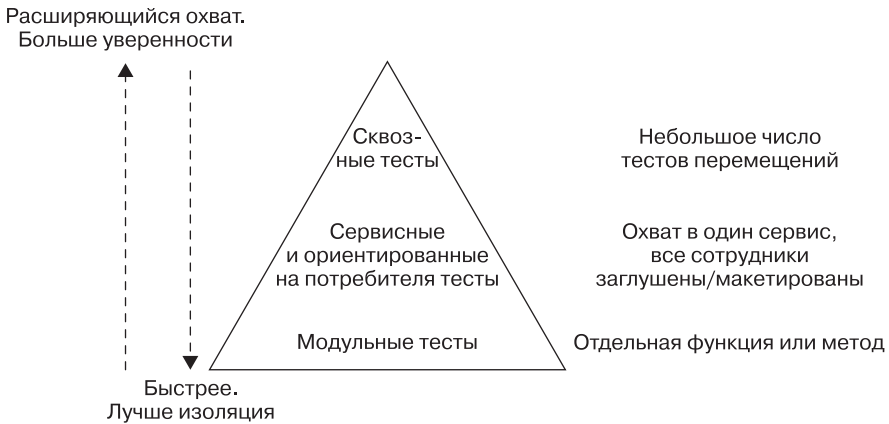 Расширяющийся охват.
Больше уверенности
Сквоз-
ные тесты
Небольшое число
тестов перемещений
Сервисные
и ориентированные
на потребителя тесты
Охват в один сервис,
все сотрудники
заглушены/макетированы
Модульные тесты
Отдельная функция или метод
Быстрее.
Лучше изоляция